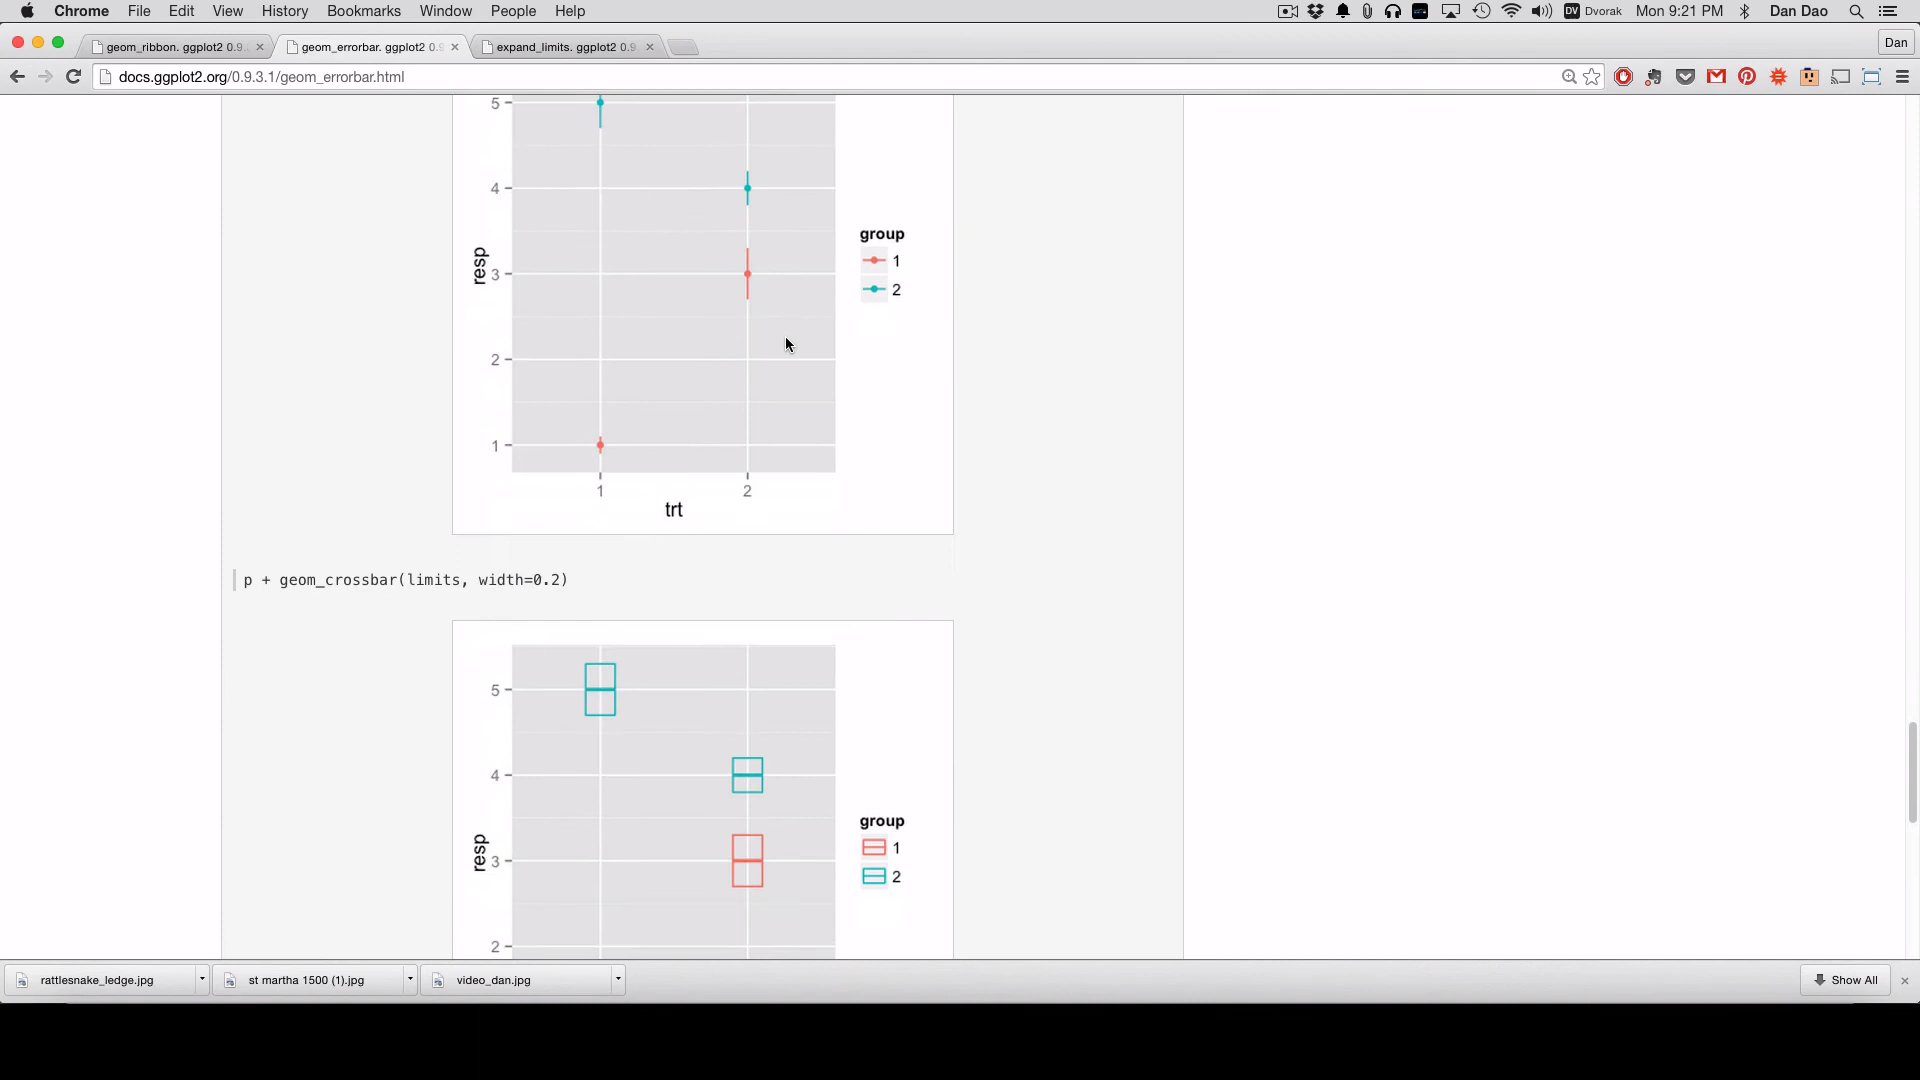 Chrome File Edit View History Bookmarks Window People Help DV Dvorak Mon 9:21 PM Dan Dao
geom_ribbon. ggplot2 0.9. geom_errorbar. ggplot2 0.9 expand_limits. ggplot2 0.9 Dan
docs.ggplot2.org/0.9.3.1/geom_errorbar.html
5
4
group
resp
1
3
2
2
1
1 2
trt
p + geom_crossbar(limits, width=0.2)
5
4
group
resp
1
3
2
2
rattlesnake_ledge.jpg st martha 1500 (1).jpg video_dan.jpg Show All